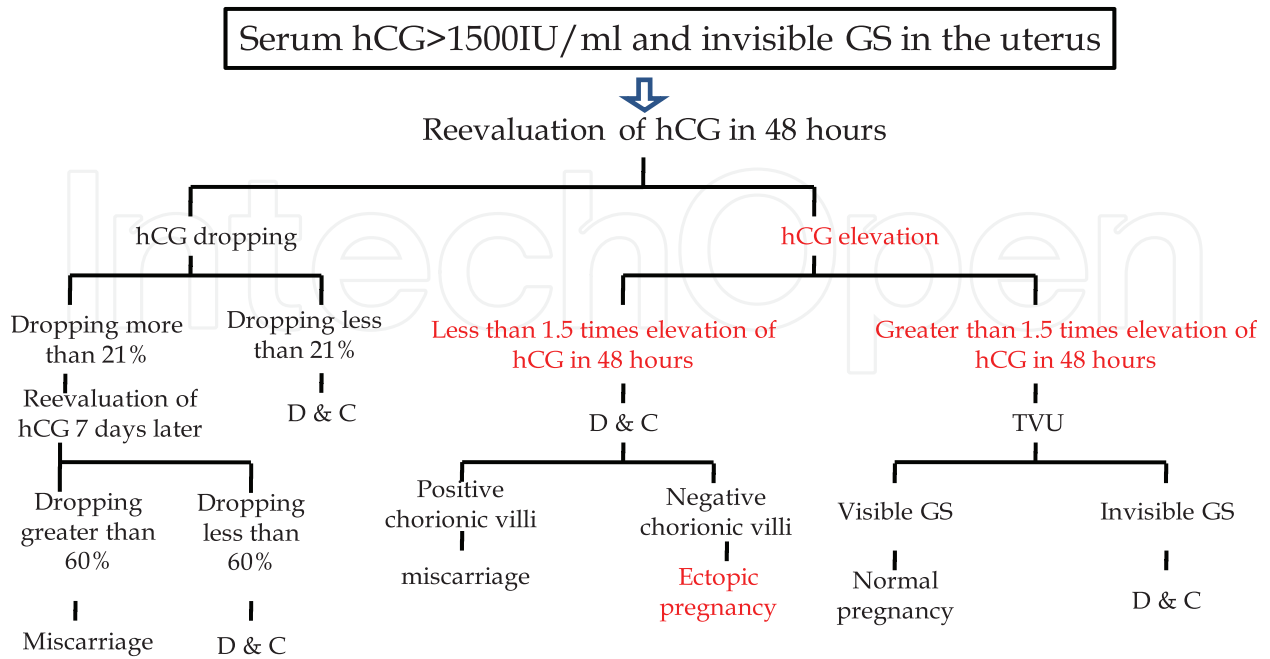 Serum hCG>1500IU/ml and invisible GS in the uterus
Reevaluation of hCG in 48 hours
hCG dropping
hCG elevation
Dropping more
than 21%
Dropping less
than 21%
Less than 1.5 times elevation of
hCG in 48 hours
Greater than 1.5 times elevation of
hCG in 48 hours
Reevaluation of
hCG 7 days later
D & C
D & C
TVU
Dropping
greater than
60%
Dropping
less than
60%
Positive
chorionic villi
Negative
chorionic villi
Visible GS
Invisible GS
Miscarriage
D & C
miscarriage
Ectopic
pregnancy
Normal
pregnancy
D & C
IntechOpen